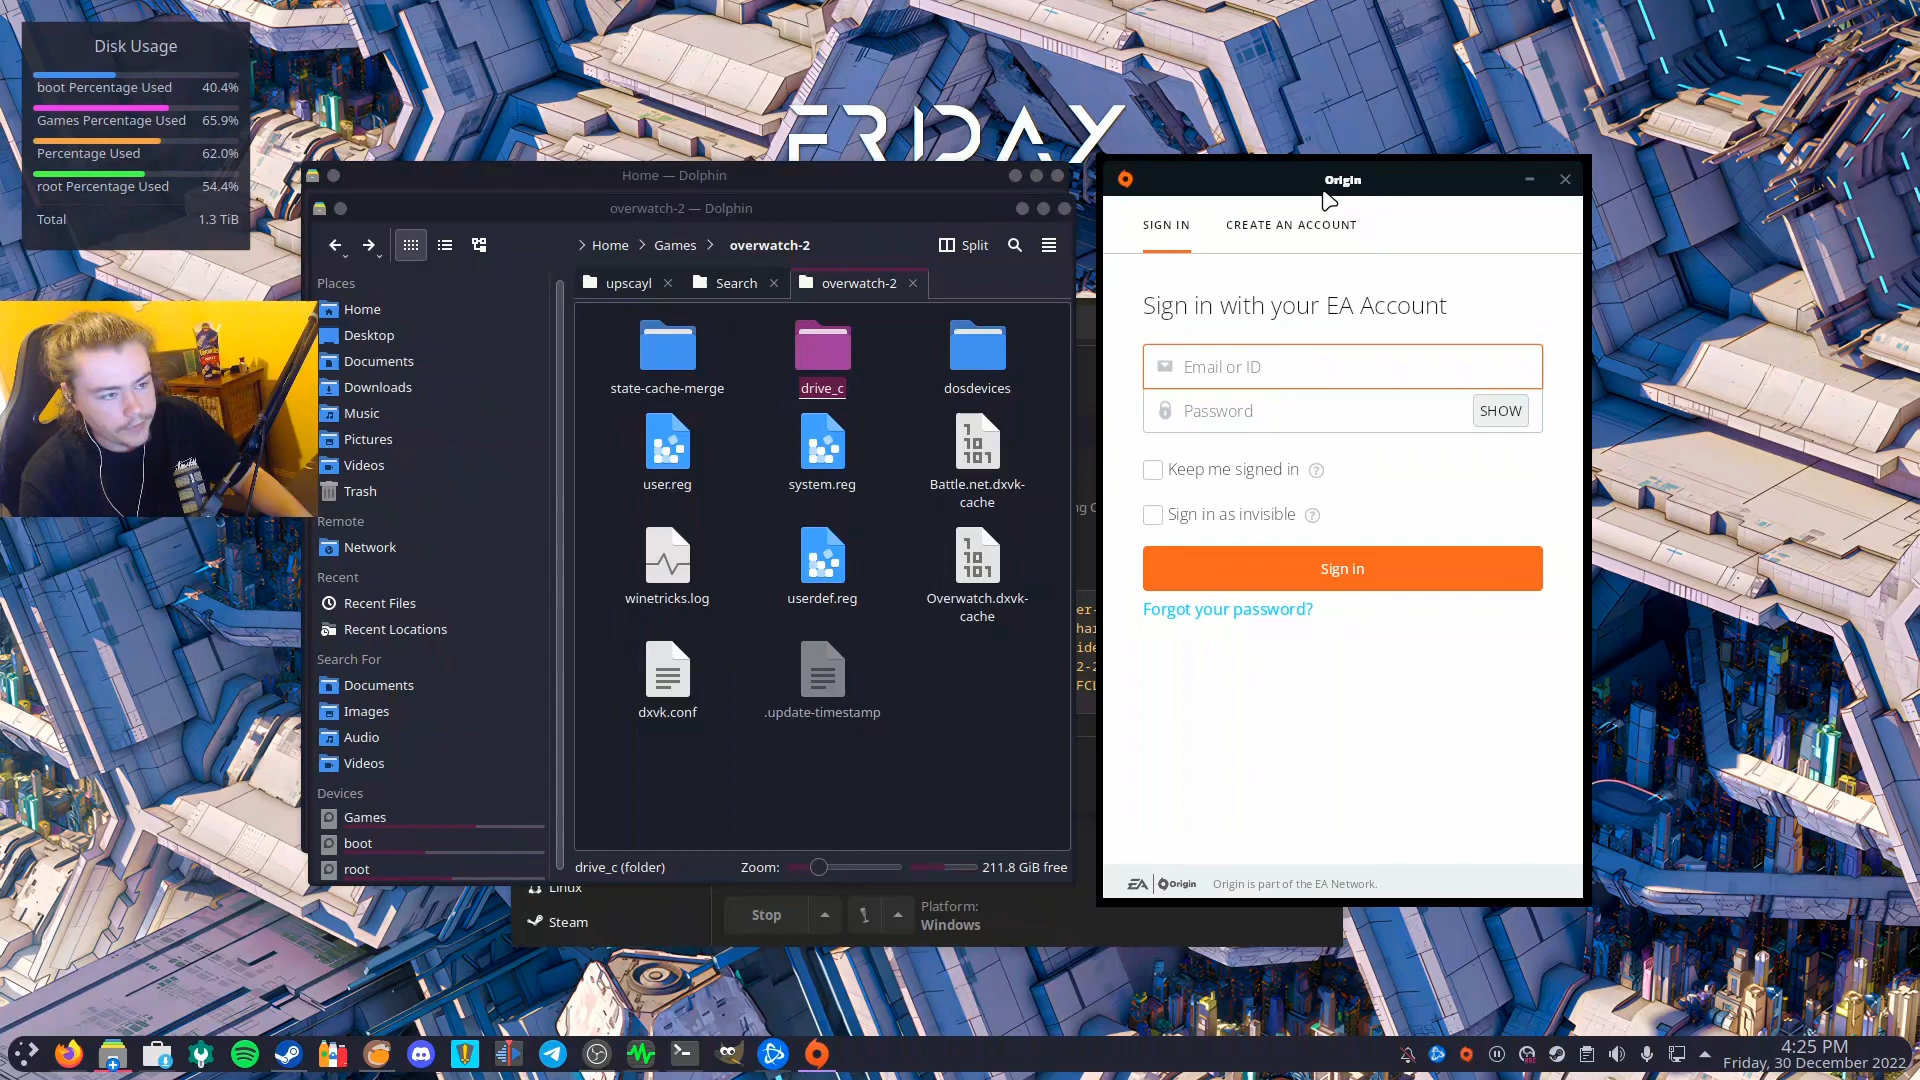 Disk Usage
boot Percentage Used 40.4%
Games Percentage Used 65.9%
Percentage Used 62.0%
root Percentage Used 54.4%
Total 1.3 TiB
FRIDAY
Home — Dolphin
overwatch-2 — Dolphin
Home Games overwatch-2
Split
upscayl
Search
overwatch-2
Places
Home
Desktop
Documents
Downloads
Music
Pictures
Videos
Trash
Remote
Network
Recent
Recent Files
Recent Locations
Search For
Documents
Images
Audio
Videos
Devices
Games
boot
root
state-cache-merge
drive_c
dosdevices
user.reg
system.reg
Battle.net.dxvk-
cache
winetricks.log
userdef.reg
Overwatch.dxvk-
cache
dxvk.conf
.update-timestamp
drive_c (folder)
Zoom:
211.8 GiB free
Linux
Steam
Stop
Platform:
Windows
Origin
SIGN IN
CREATE AN ACCOUNT
Sign in with your EA Account
Email or ID
Password
SHOW
Keep me signed in
Sign in as invisible
Sign in
Forgot your password?
EA Origin
Origin is part of the EA Network.
4:25 PM
Friday, 30 December 2022